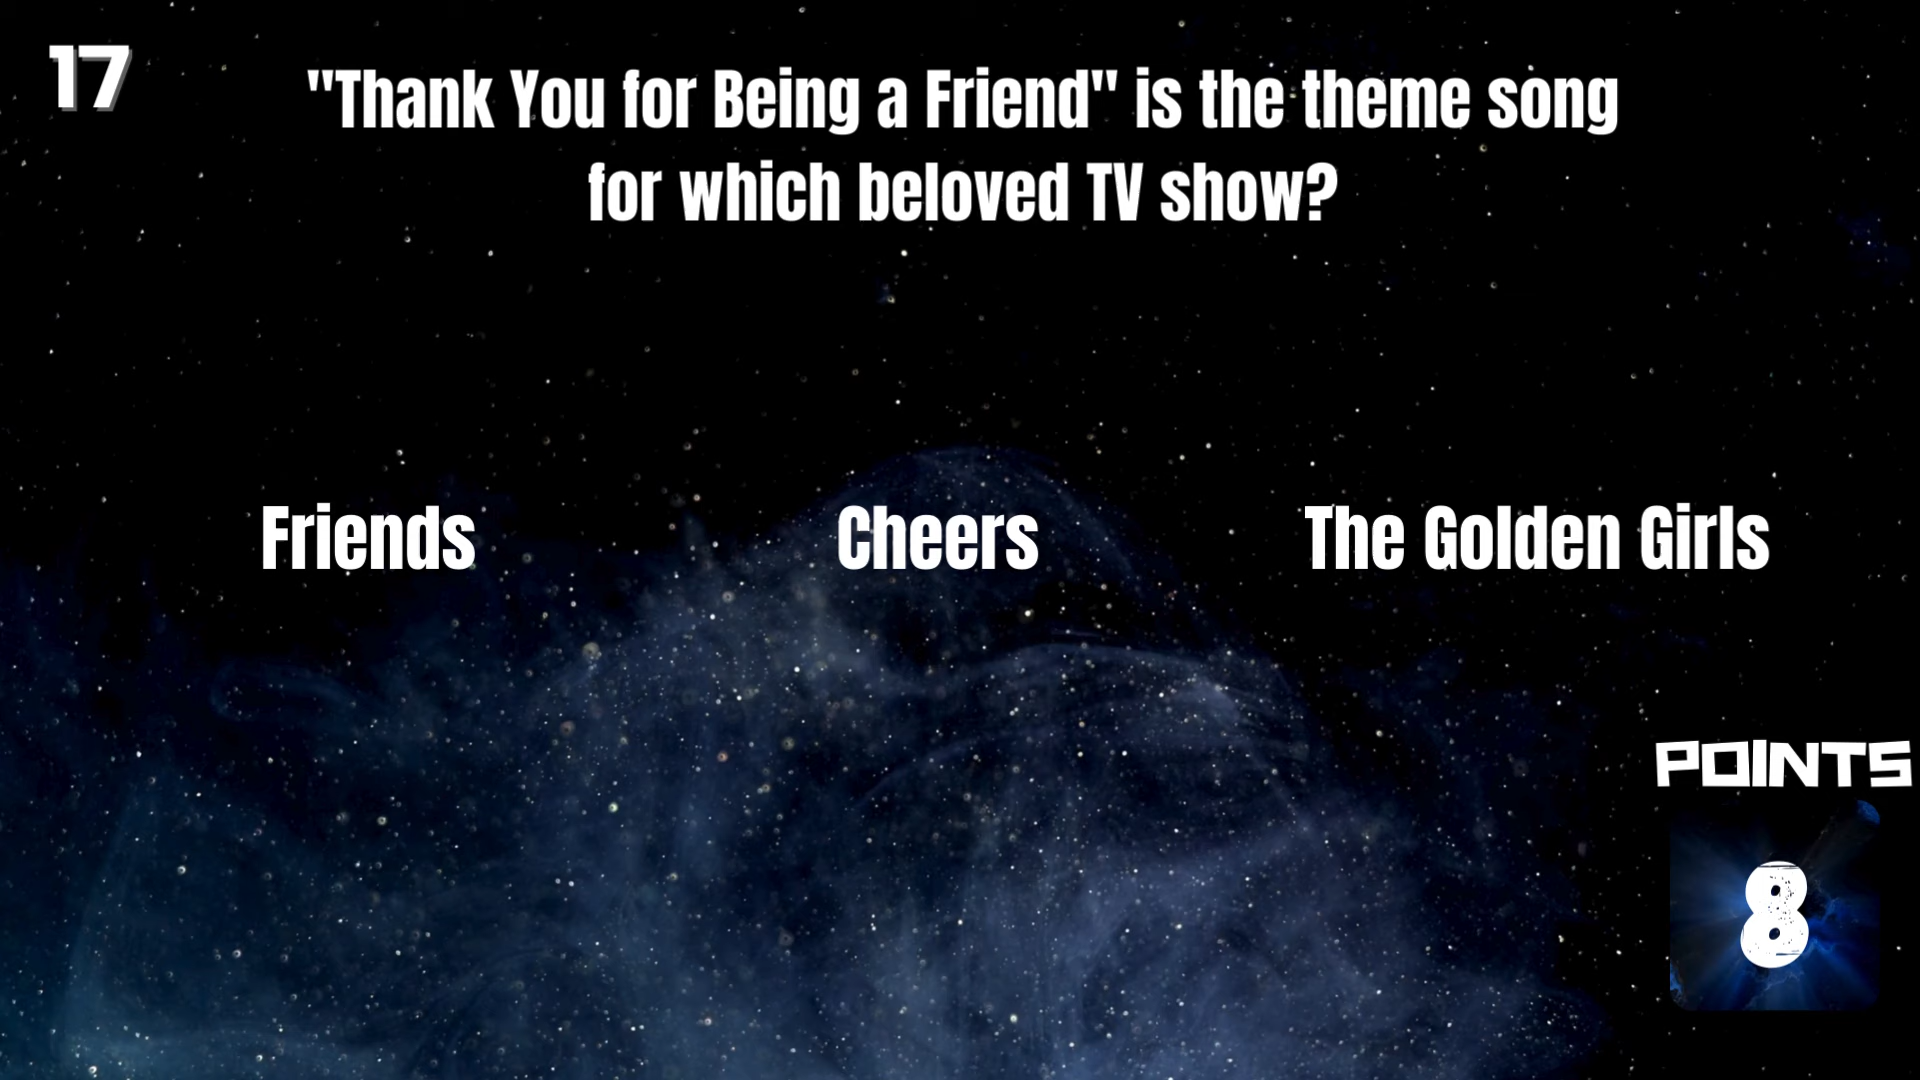 17
"Thank You for Being a Friend" is the theme song
for which beloved TV show?
Friends
Cheers
The Golden Girls
POINTS
8